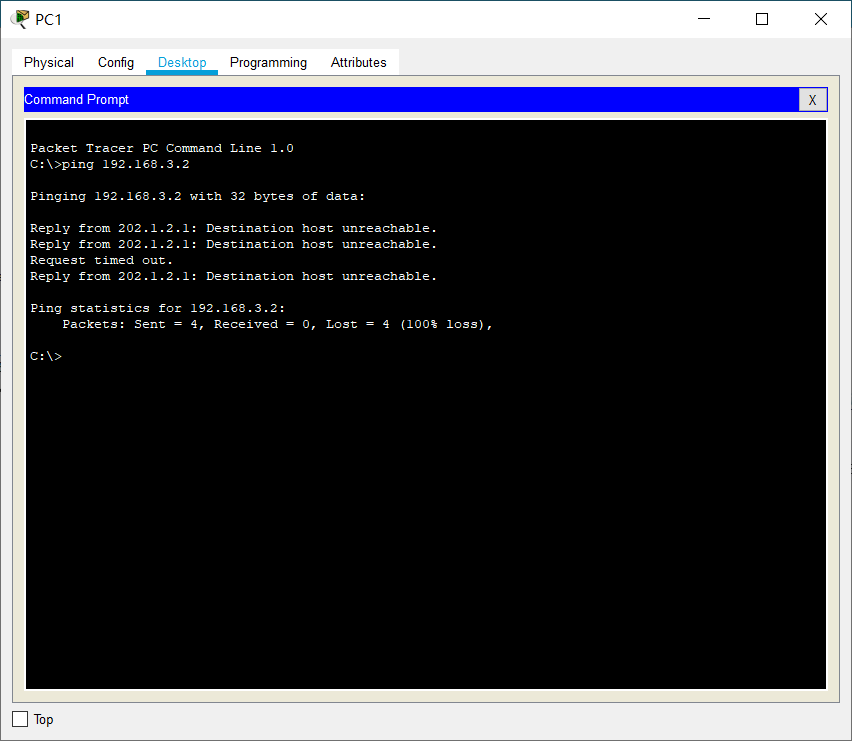 PC1
Physical Config Desktop Programming Attributes
Command Prompt X
Packet Tracer PC Command Line 1.0
C:\>ping 192.168.3.2
Pinging 192.168.3.2 with 32 bytes of data:
Reply from 202.1.2.1: Destination host unreachable.
Reply from 202.1.2.1: Destination host unreachable.
Request timed out.
Reply from 202.1.2.1: Destination host unreachable.
Ping statistics for 192.168.3.2:
    Packets: Sent = 4, Received = 0, Lost = 4 (100% loss),
C:\>
Top